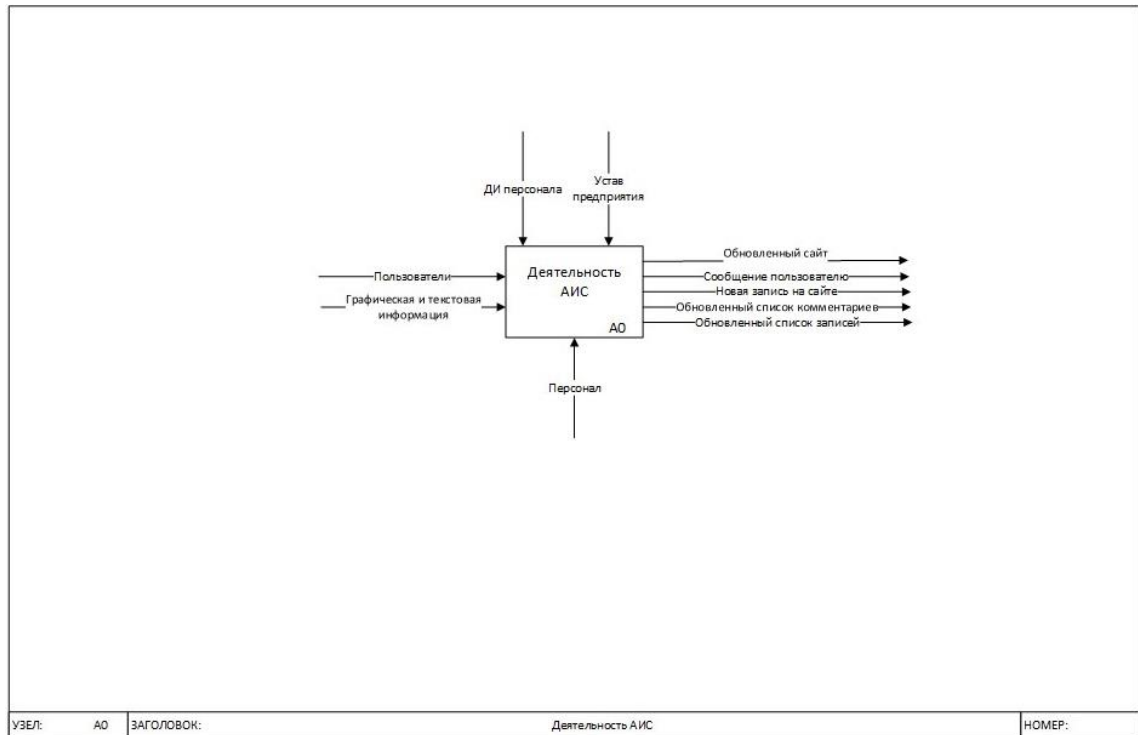 ДИ персонала
Устав
предприятия
Деятельность
АИС
А0
Пользователи
Графическая и текстовая
информация
Обновленный сайт
Сообщение пользователю
Новая запись на сайте
Обновленный список комментариев
Обновленный список записей
Персонал
УЗЕЛ: А0 ЗАГОЛОВОК: Деятельность АИС НОМЕР: